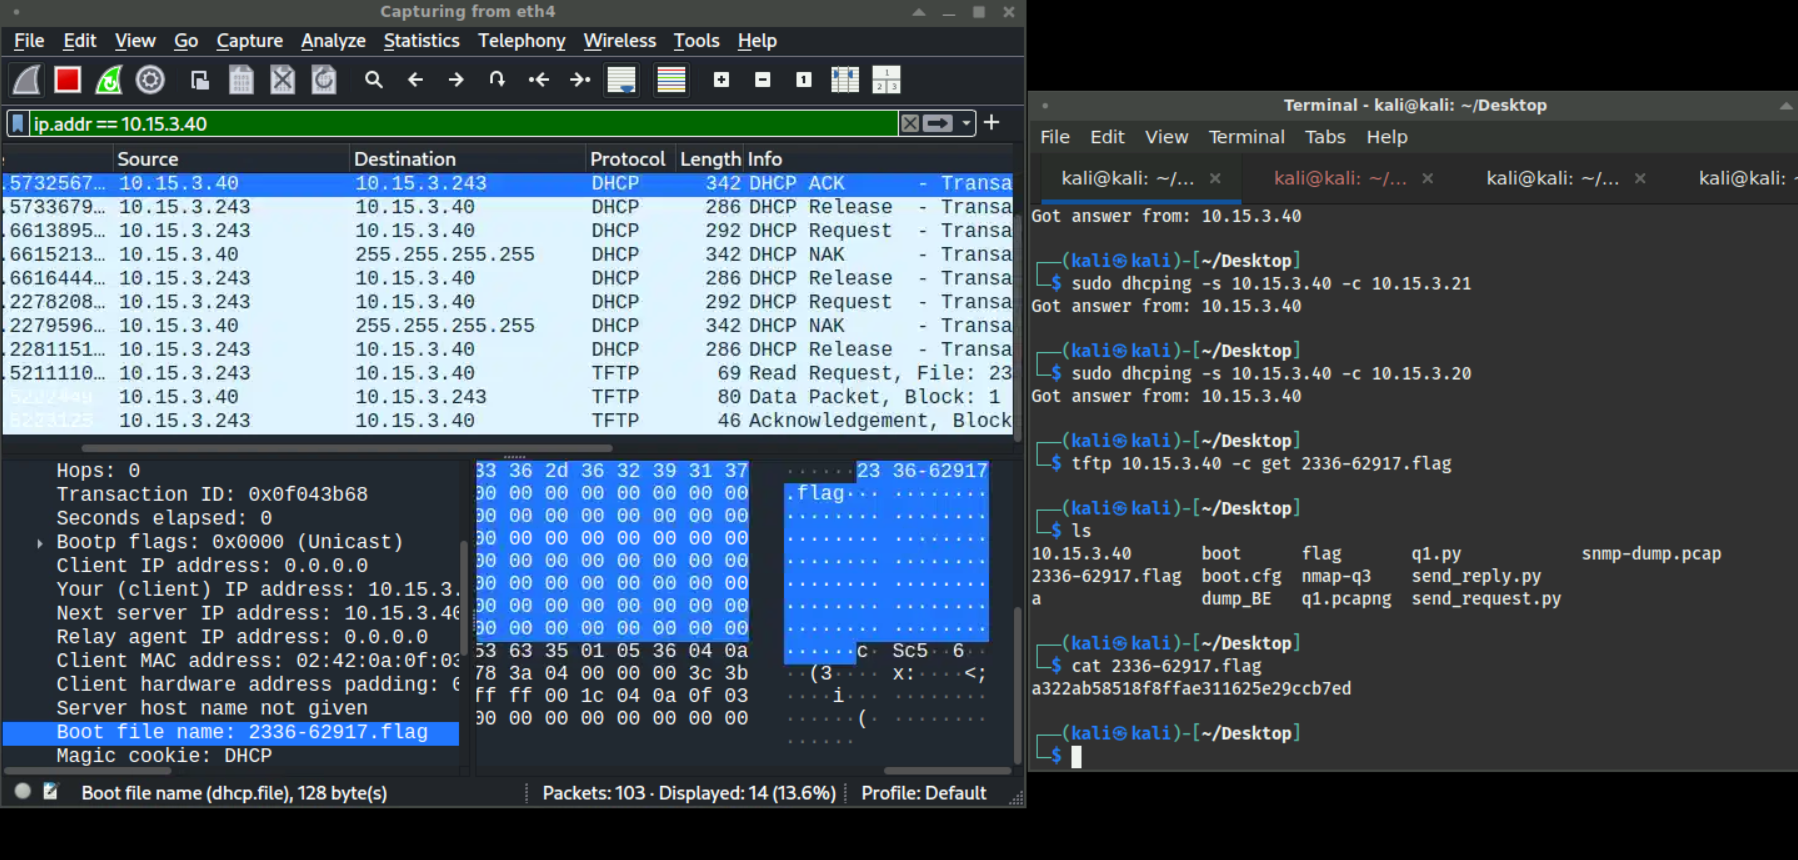 Capturing from eth4
File Edit View Go Capture Analyze Statistics Telephony Wireless Tools Help
ip.addr == 10.15.3.40
Source Destination Protocol Length Info
.5732567… 10.15.3.40 10.15.3.243 DHCP 342 DHCP ACK - Transa
.5733679… 10.15.3.243 10.15.3.40 DHCP 286 DHCP Release - Transa
.6613895… 10.15.3.243 10.15.3.40 DHCP 292 DHCP Request - Transa
.6615213… 10.15.3.40 255.255.255.255 DHCP 342 DHCP NAK - Transa
.6616444… 10.15.3.243 10.15.3.40 DHCP 286 DHCP Release - Transa
.2278208… 10.15.3.243 10.15.3.40 DHCP 292 DHCP Request - Transa
.2279596… 10.15.3.40 255.255.255.255 DHCP 342 DHCP NAK - Transa
.2281151… 10.15.3.243 10.15.3.40 DHCP 286 DHCP Release - Transa
.5211110… 10.15.3.243 10.15.3.40 TFTP 69 Read Request, File: 23
10.15.3.40 10.15.3.243 TFTP 80 Data Packet, Block: 1
10.15.3.243 10.15.3.40 TFTP 46 Acknowledgement, Block
Hops: 0
Transaction ID: 0x0f043b68
Seconds elapsed: 0
Bootp flags: 0x0000 (Unicast)
Client IP address: 0.0.0.0
Your (client) IP address: 10.15.3.
Next server IP address: 10.15.3.40
Relay agent IP address: 0.0.0.0
Client MAC address: 02:42:0a:0f:03
Client hardware address padding: 0
Server host name not given
Boot file name: 2336-62917.flag
Magic cookie: DHCP
33 36 2d 36 32 39 31 37 ······23 36-62917
00 00 00 00 00 00 00 00 .flag··· ········
00 00 00 00 00 00 00 00 ········ ········
00 00 00 00 00 00 00 00 ········ ········
00 00 00 00 00 00 00 00 ········ ········
00 00 00 00 00 00 00 00 ········ ········
00 00 00 00 00 00 00 00 ········ ········
00 00 00 00 00 00 00 00 ········ ········
53 63 35 01 05 36 04 0a ······c Sc5··6··
78 3a 04 00 00 00 3c 3b ··(3···· x:····<;
ff ff 00 1c 04 0a 0f 03 ····i··· ········
00 00 00 00 00 00 00 00 ······(· ········
······
Boot file name (dhcp.file), 128 byte(s) Packets: 103 · Displayed: 14 (13.6%) Profile: Default
Terminal - kali@kali: ~/Desktop
File Edit View Terminal Tabs Help
kali@kali: ~/… × kali@kali: ~/… × kali@kali: ~/… × kali@kali: ~
Got answer from: 10.15.3.40
┌──(kali㉿kali)-[~/Desktop]
└─$ sudo dhcping -s 10.15.3.40 -c 10.15.3.21
Got answer from: 10.15.3.40
┌──(kali㉿kali)-[~/Desktop]
└─$ sudo dhcping -s 10.15.3.40 -c 10.15.3.20
Got answer from: 10.15.3.40
┌──(kali㉿kali)-[~/Desktop]
└─$ tftp 10.15.3.40 -c get 2336-62917.flag
┌──(kali㉿kali)-[~/Desktop]
└─$ ls
10.15.3.40 boot flag q1.py snmp-dump.pcap
2336-62917.flag boot.cfg nmap-q3 send_reply.py
a dump_BE q1.pcapng send_request.py
┌──(kali㉿kali)-[~/Desktop]
└─$ cat 2336-62917.flag
a322ab58518f8ffae311625e29ccb7ed
┌──(kali㉿kali)-[~/Desktop]
└─$